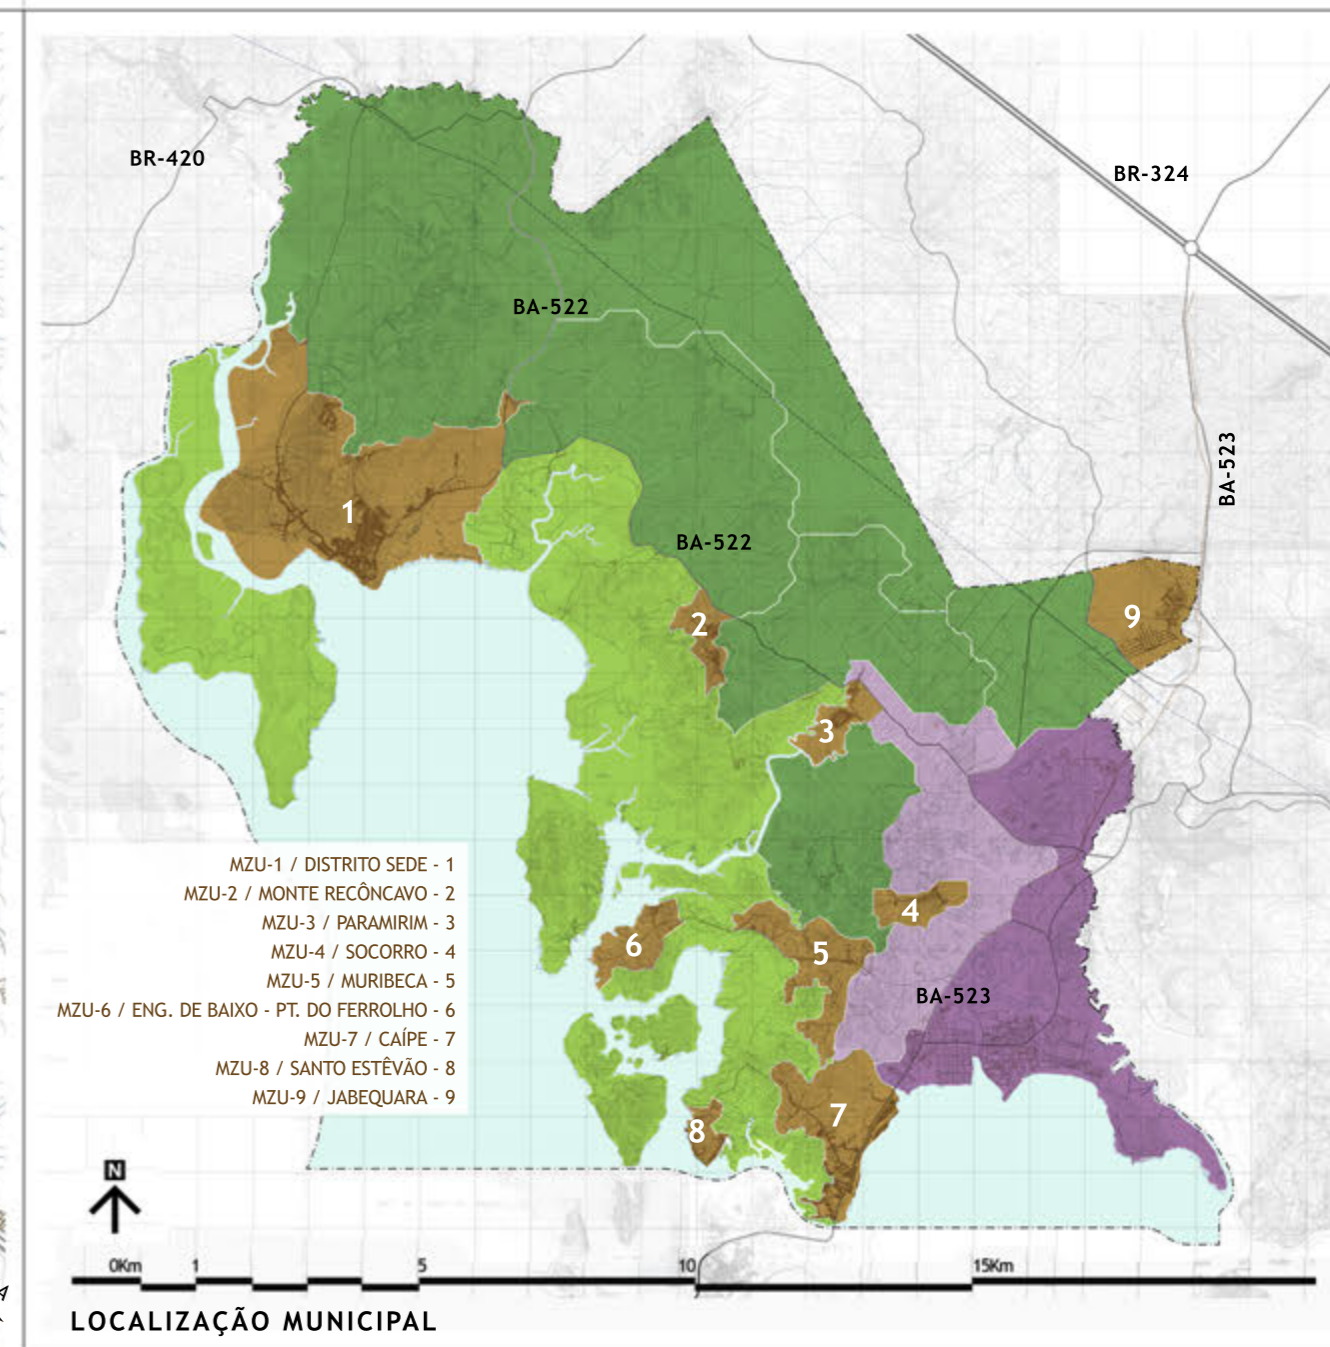 BR-420
BR-324
BA-522
BA-523
1
BA-522
2
9
3
MZU-1 / DISTRITO SEDE - 1
MZU-2 / MONTE RECÔNCAVO - 2
MZU-3 / PARAMIRIM - 3
MZU-4 / SOCORRO - 4
MZU-5 / MURIBECA - 5
MZU-6 / ENG. DE BAIXO - PT. DO FERROLHO - 6
MZU-7 / CAÍPE - 7
MZU-8 / SANTO ESTÊVÃO - 8
MZU-9 / JABEQUARA - 9
4
6
5
BA-523
7
8
N
0Km 1 5 10 15Km
LOCALIZAÇÃO MUNICIPAL